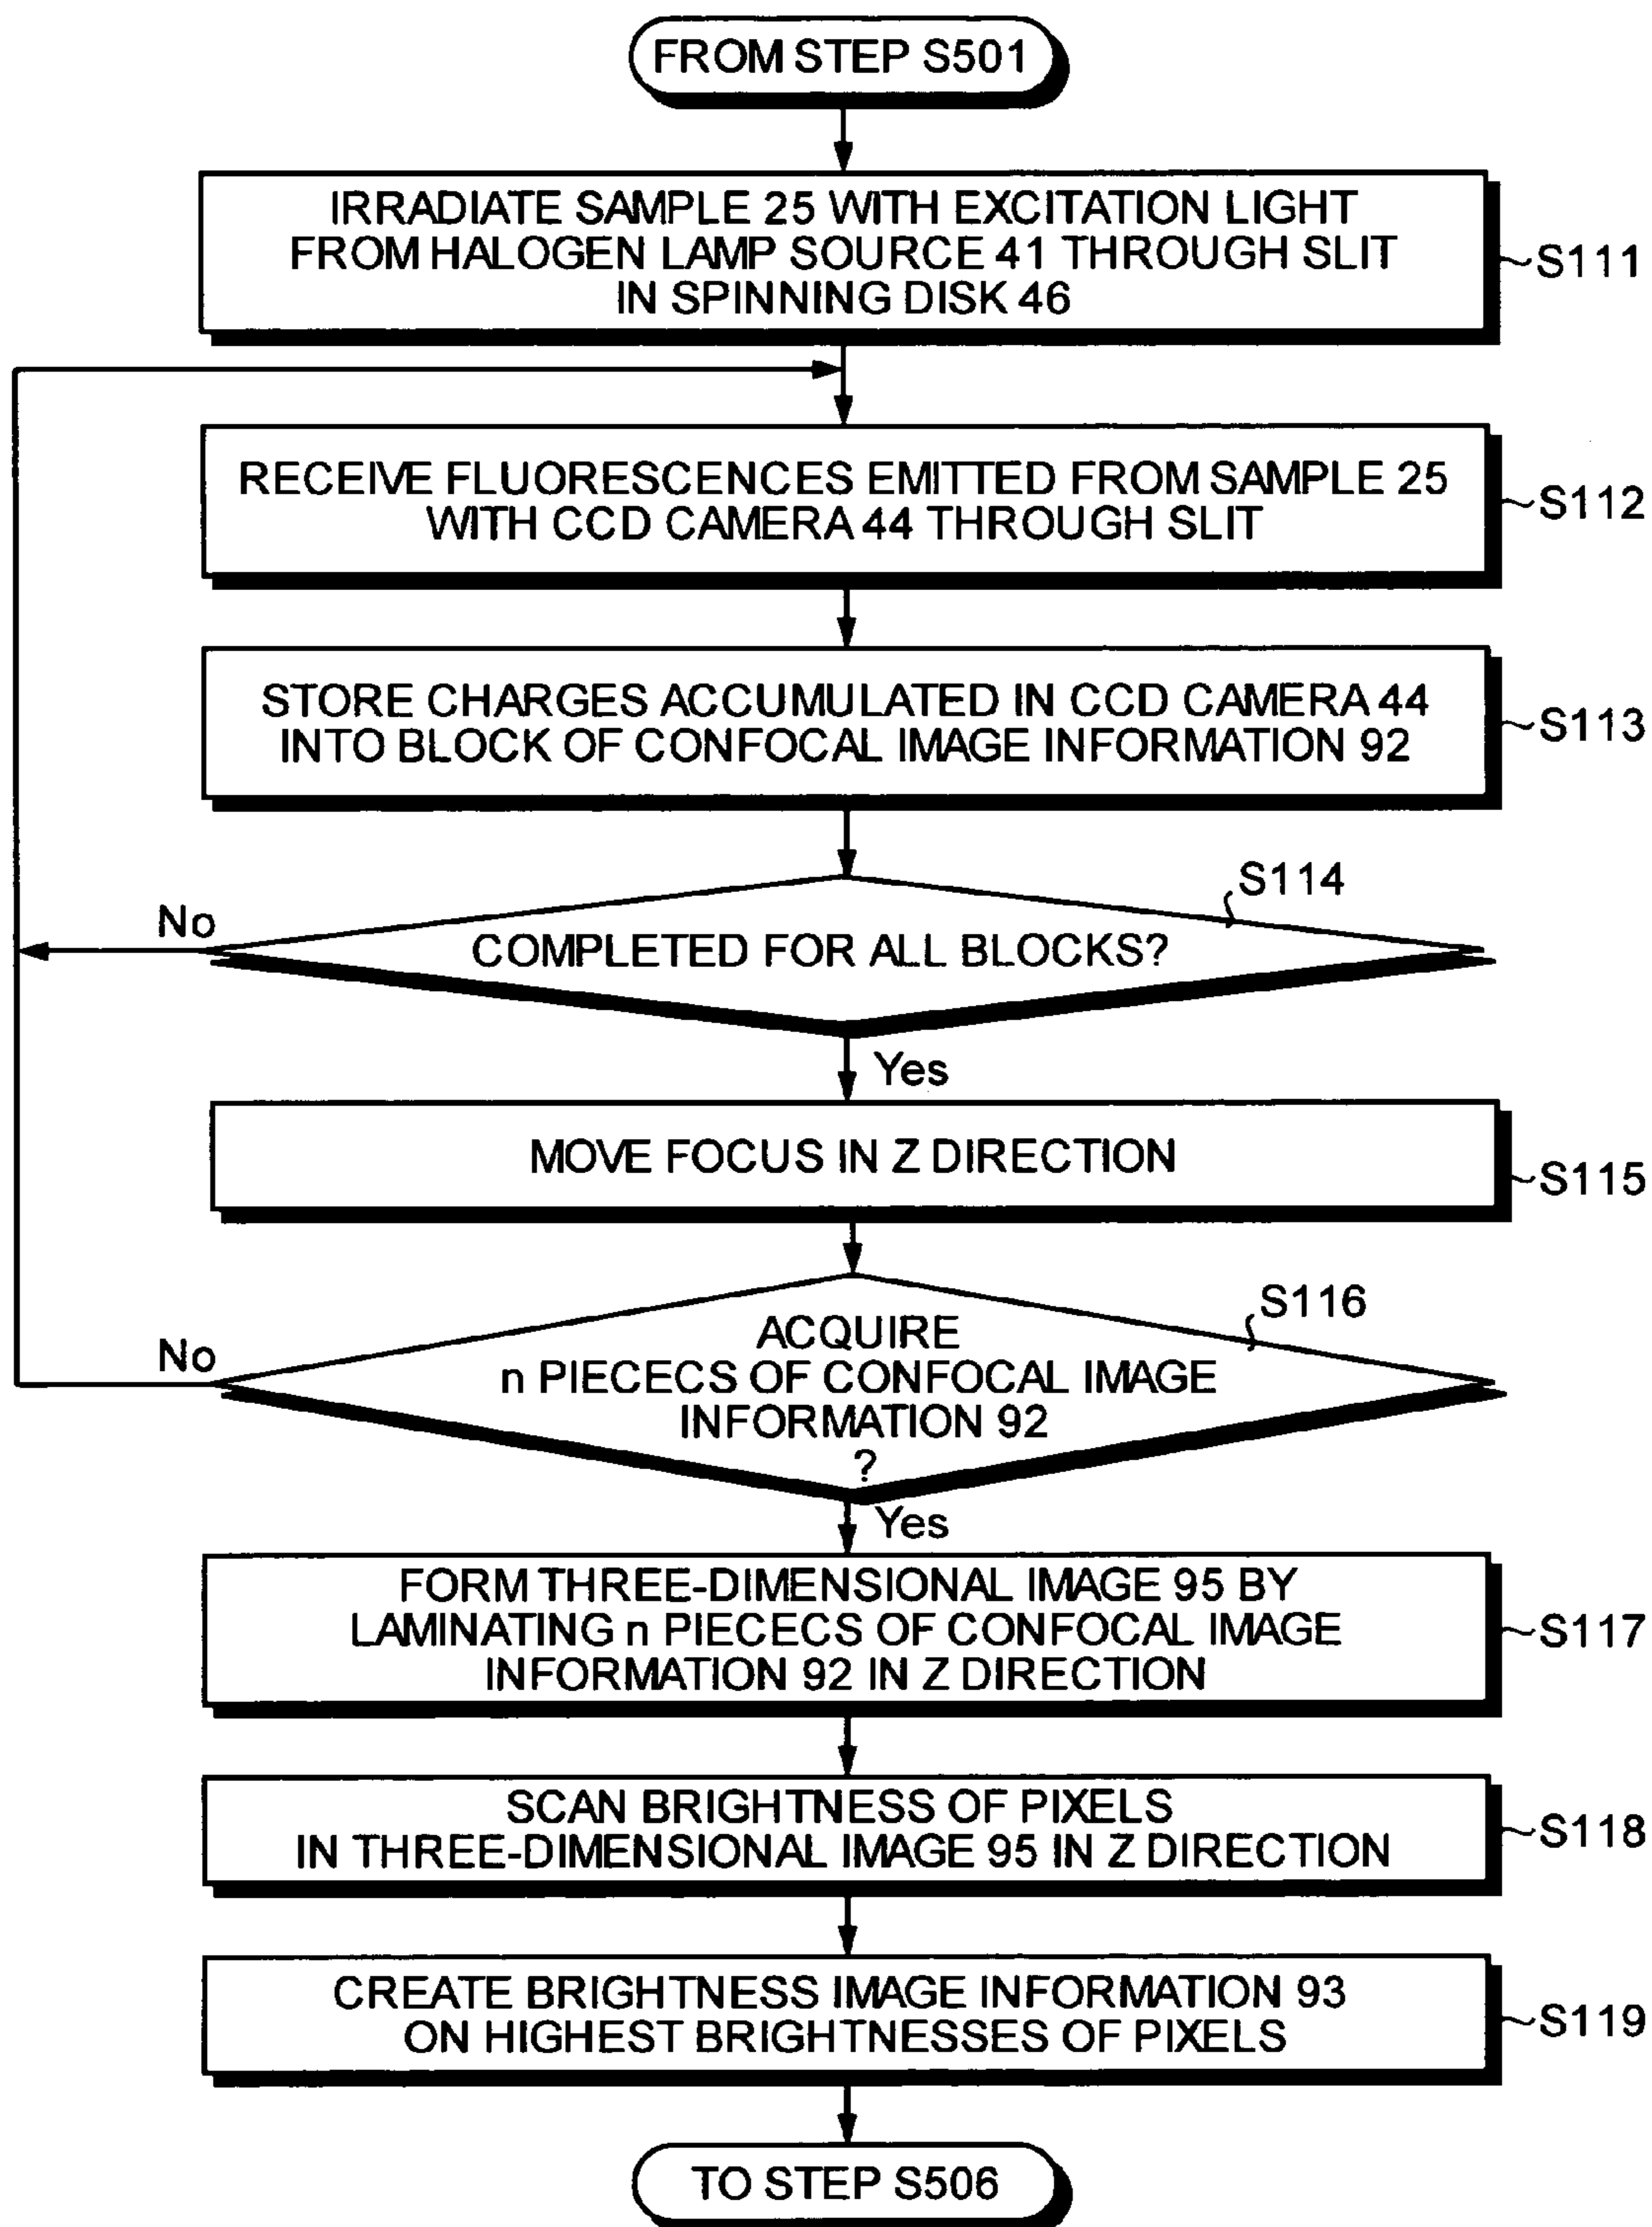 FROM STEP S501
IRRADIATE SAMPLE 25 WITH EXCITATION LIGHT
FROM HALOGEN LAMP SOURCE 41 THROUGH SLIT
IN SPINNING DISK 46
S111
RECEIVE FLUORESCENCES EMITTED FROM SAMPLE 25
WITH CCD CAMERA 44 THROUGH SLIT
S112
STORE CHARGES ACCUMULATED IN CCD CAMERA 44
INTO BLOCK OF CONFOCAL IMAGE INFORMATION 92
S113
S114
No
COMPLETED FOR ALL BLOCKS?
Yes
MOVE FOCUS IN Z DIRECTION
S115
S116
No
ACQUIRE
n PIECECS OF CONFOCAL IMAGE
INFORMATION 92
?
Yes
FORM THREE-DIMENSIONAL IMAGE 95 BY
LAMINATING n PIECECS OF CONFOCAL IMAGE
INFORMATION 92 IN Z DIRECTION
S117
SCAN BRIGHTNESS OF PIXELS
IN THREE-DIMENSIONAL IMAGE 95 IN Z DIRECTION
S118
CREATE BRIGHTNESS IMAGE INFORMATION 93
ON HIGHEST BRIGHTNESSES OF PIXELS
S119
TO STEP S506